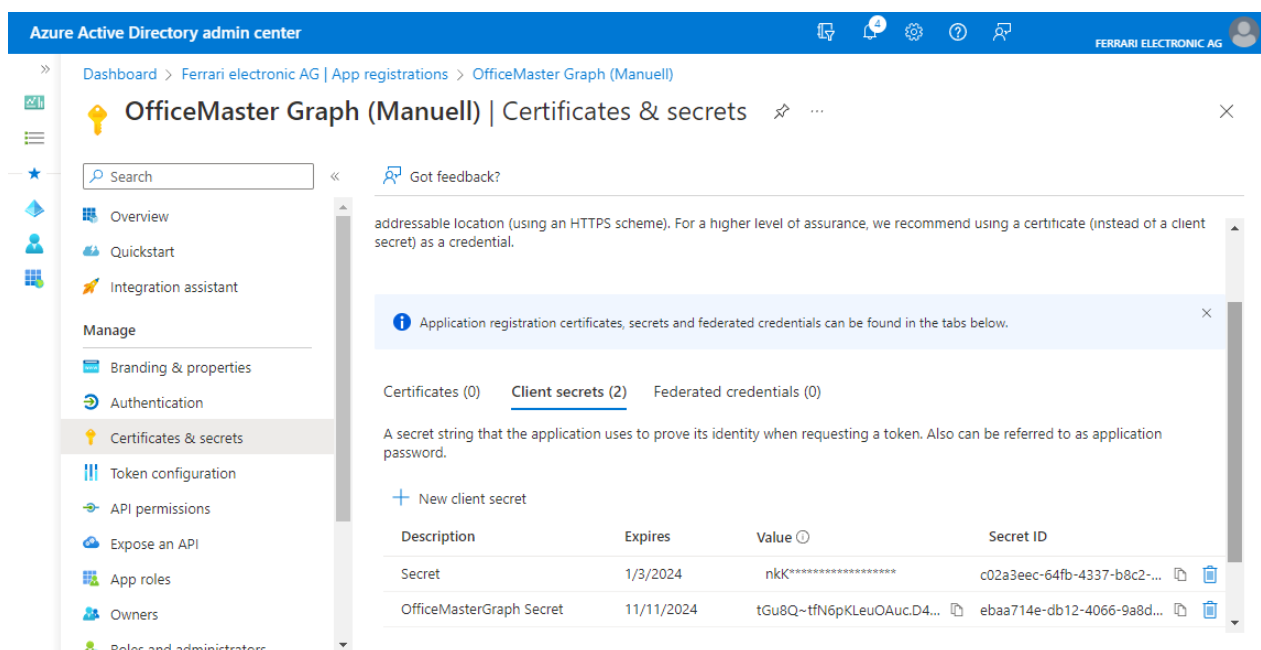 Azure Active Directory admin center
4
FERRARI ELECTRONIC AG
Dashboard > Ferrari electronic AG | App registrations > OfficeMaster Graph (Manuell)
OfficeMaster Graph (Manuell) | Certificates & secrets
Search
Got feedback?
Overview
Quickstart
Integration assistant
Manage
Branding & properties
Authentication
Certificates & secrets
Token configuration
API permissions
Expose an API
App roles
Owners
Roles and administrators
addressable location (using an HTTPS scheme). For a higher level of assurance, we recommend using a certificate (instead of a client
secret) as a credential.
Application registration certificates, secrets and federated credentials can be found in the tabs below.
Certificates (0) Client secrets (2) Federated credentials (0)
A secret string that the application uses to prove its identity when requesting a token. Also can be referred to as application
password.
New client secret
Description Expires Value Secret ID
Secret 1/3/2024 nkK****************** c02a3eec-64fb-4337-b8c2-...
OfficeMasterGraph Secret 11/11/2024 tGu8Q~tfN6pKLeuOAuc.D4... ebaa714e-db12-4066-9a8d...